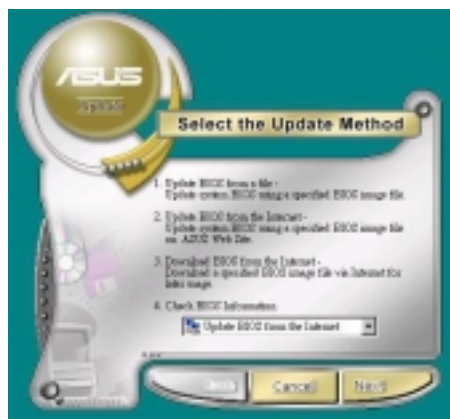 ASUS
Update
Select the Update Method
1. Update BIOS from a file -
Update system BIOS using a specified BIOS image file.
2. Update BIOS from the Internet -
Update system BIOS using a specified BIOS image file
on ASUS Web Site.
3. Download BIOS from the Internet -
Download a specified BIOS image file via Internet for
later usage.
4. Check BIOS Information
Update BIOS from the Internet
Cancel
Next